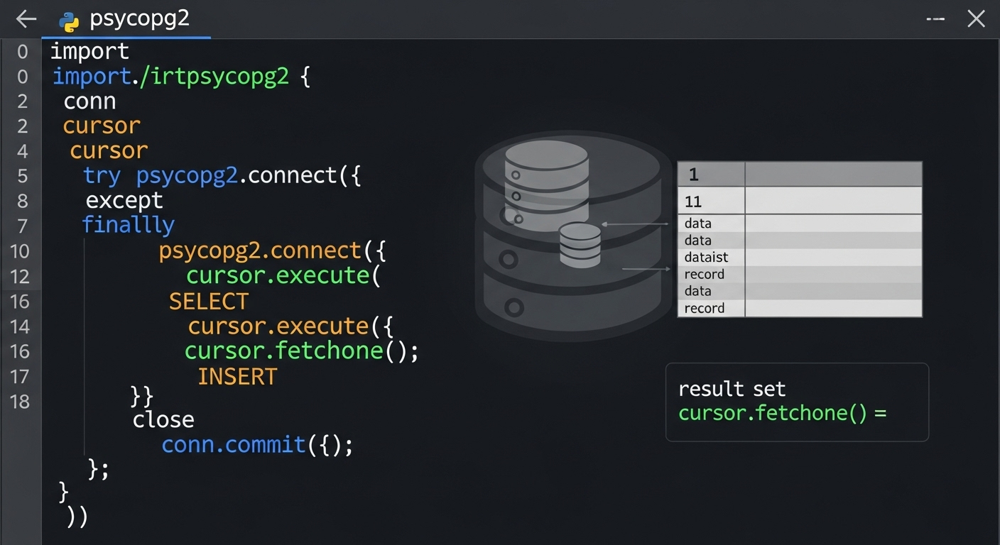 psycopg2
0 import
0 import./irtpsycopg2 {
2 conn
2 cursor
4 cursor
5 try psycopg2.connect({
8 except
7 finallly
10 psycopg2.connect({
12 cursor.execute(
16 SELECT
14 cursor.execute({
16 cursor.fetchone();
17 INSERT
18 }}
close
conn.commit({);
};
}
))
1
11
data
data
dataist
record
data
record
result set
cursor.fetchone() =